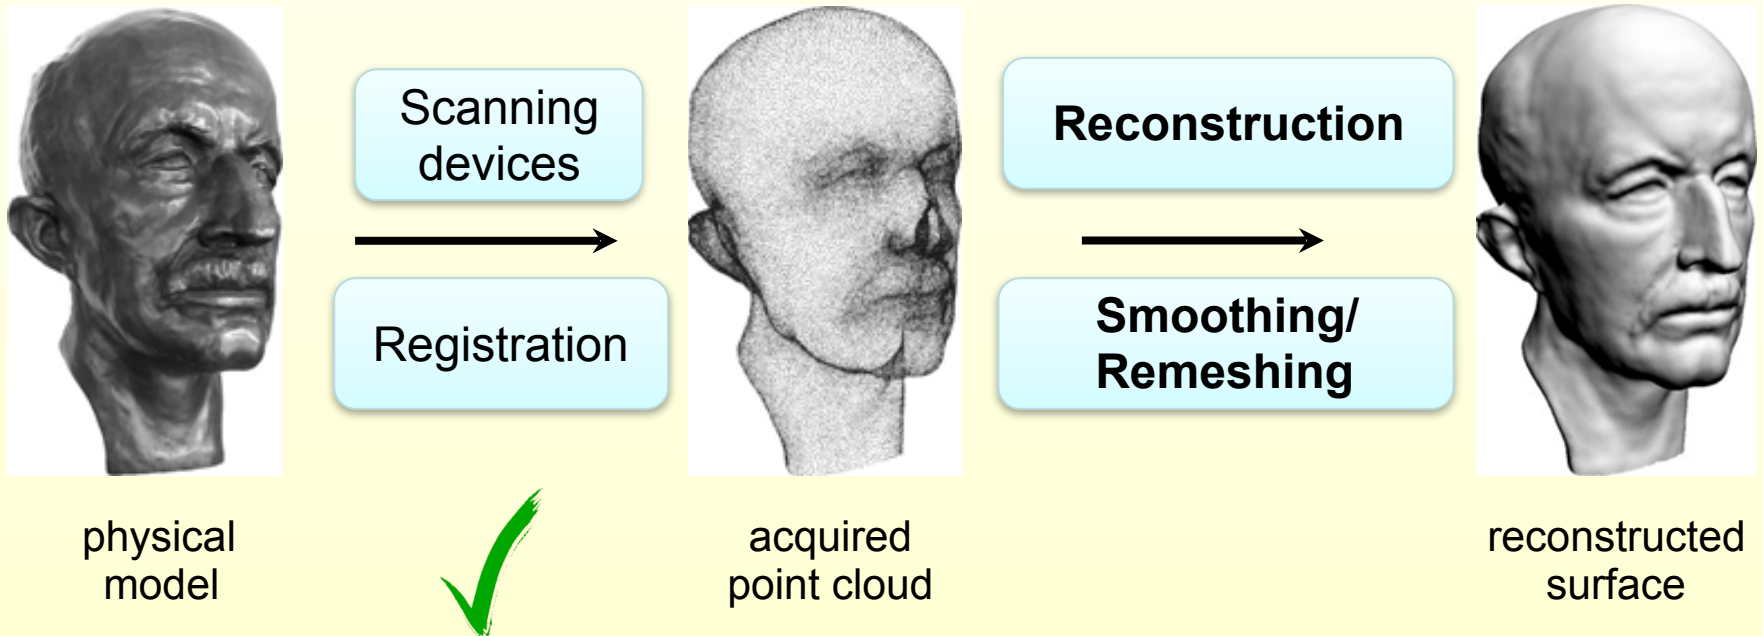 Scanning
devices
Registration
Reconstruction
Smoothing/
Remeshing
physical
model
acquired
point cloud
reconstructed
surface